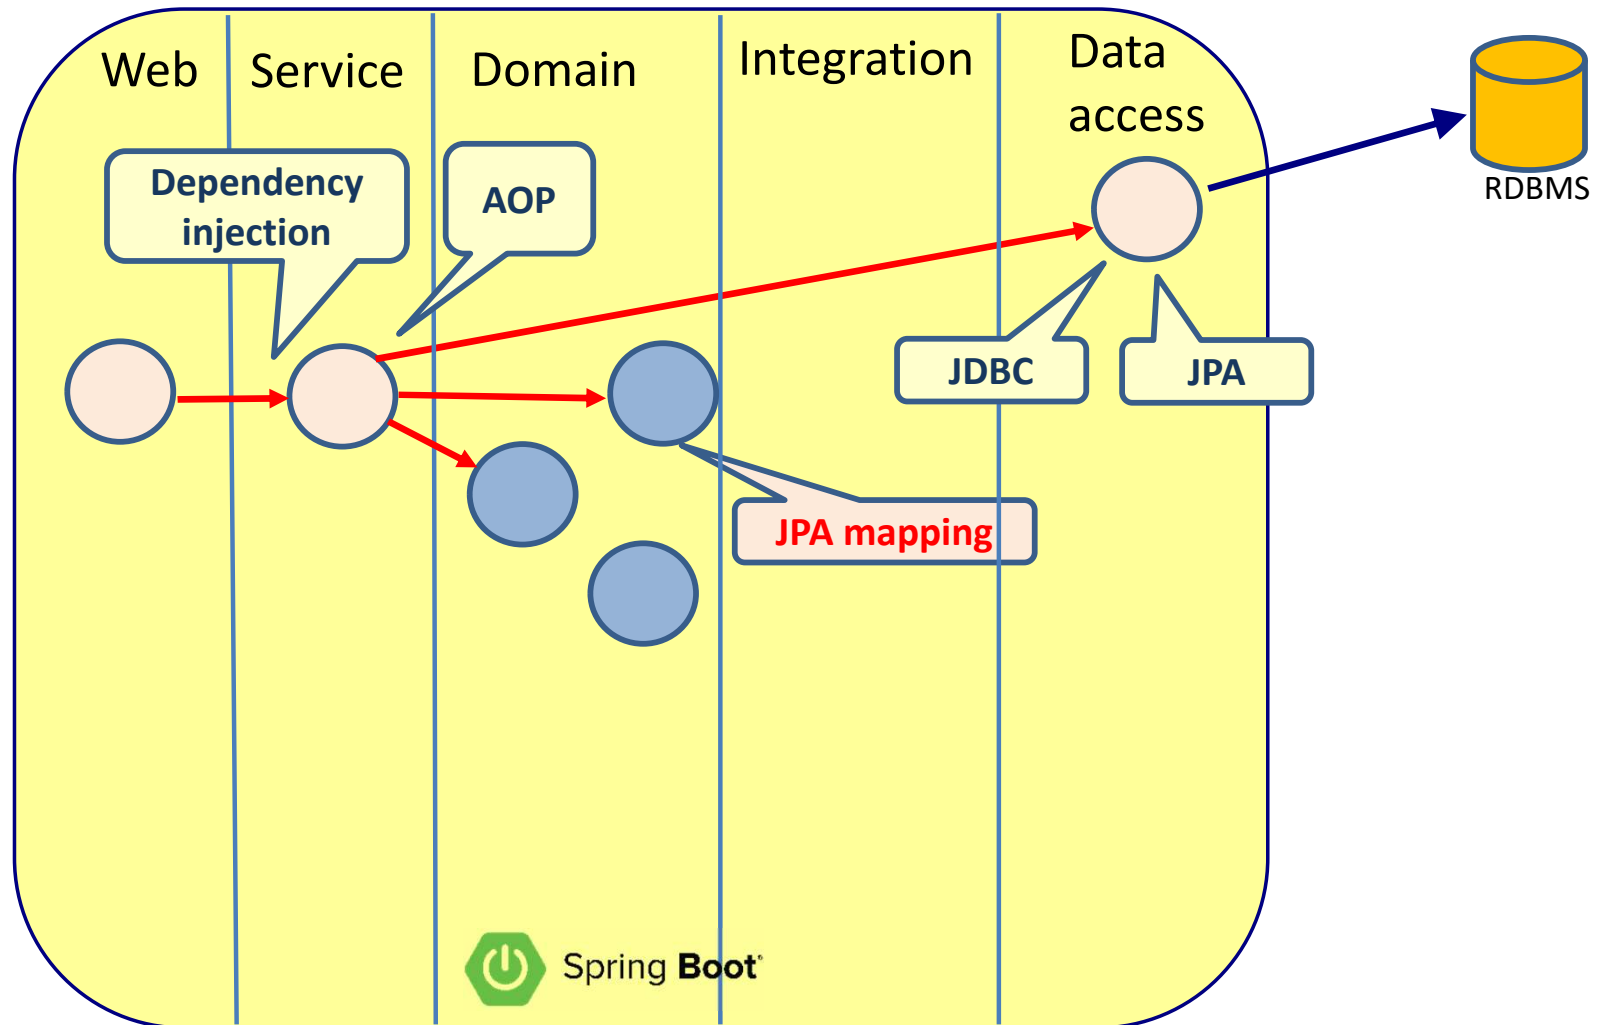 Web
Service
Domain
Integration
Data
access
RDBMS
Dependency
injection
AOP
JDBC
JPA
JPA mapping
Spring Boot